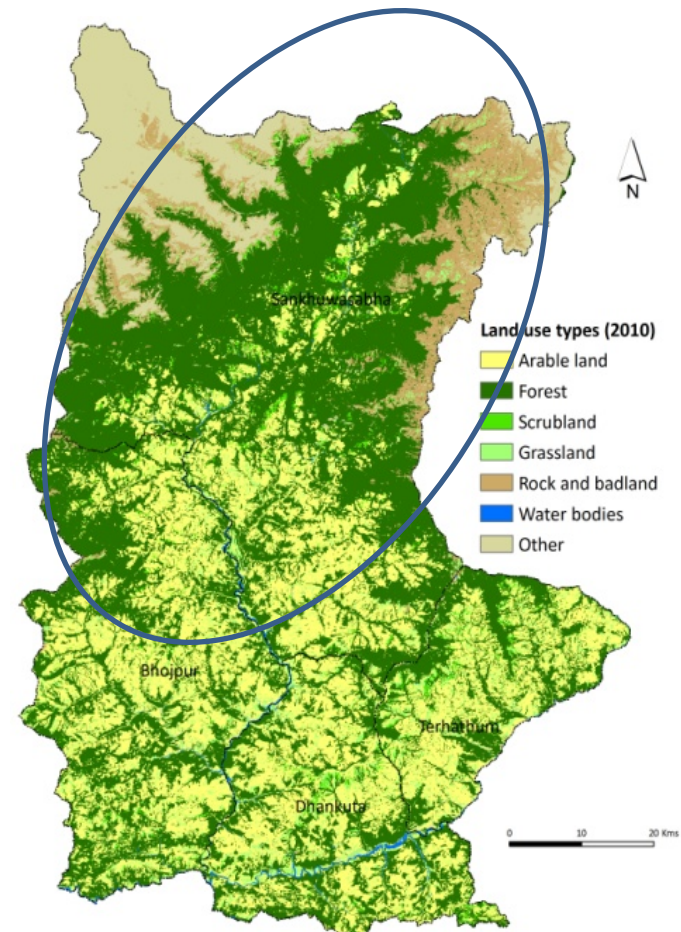 N
Sankhuwasabha
Land use types (2010)
Arable land
Forest
Scrubland
Grassland
Rock and badland
Water bodies
Other
Bhojpur
Terhathum
Dhankuta
0 10 20 Kms